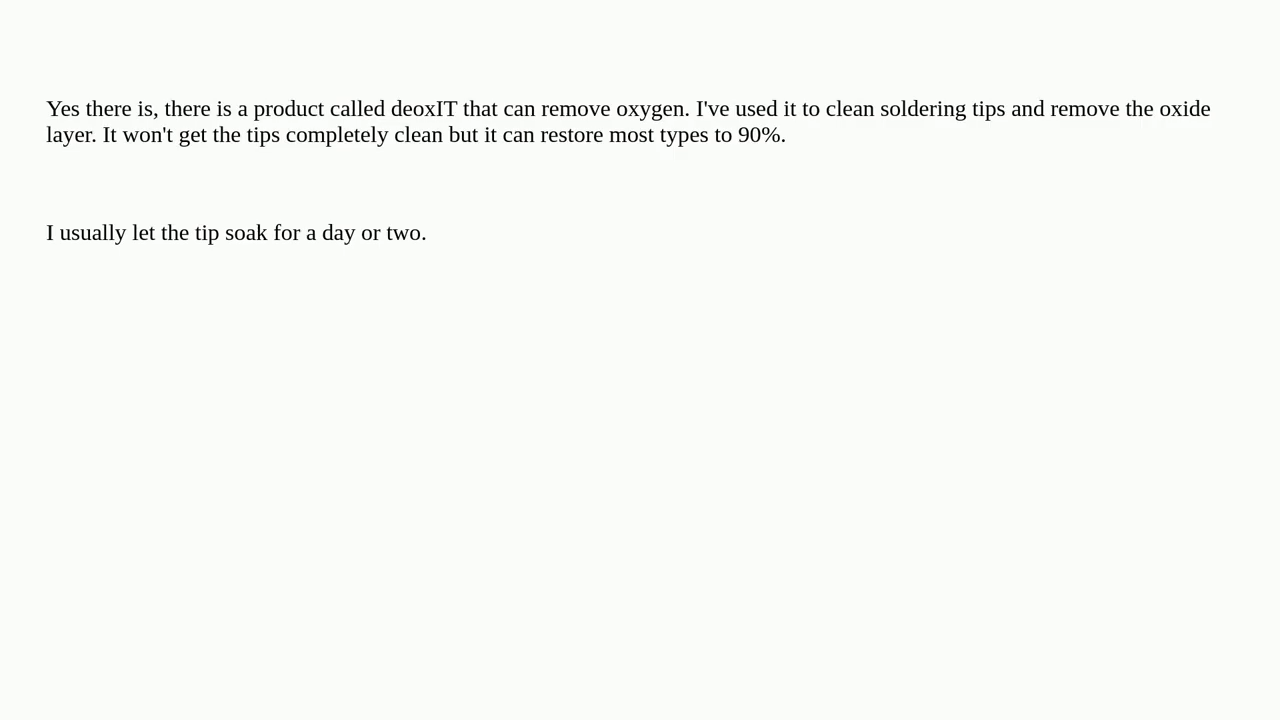 Yes there is, there is a product called deoxIT that can remove oxygen. I've used it to clean soldering tips and remove the oxide
layer. It won't get the tips completely clean but it can restore most types to 90%.
I usually let the tip soak for a day or two.